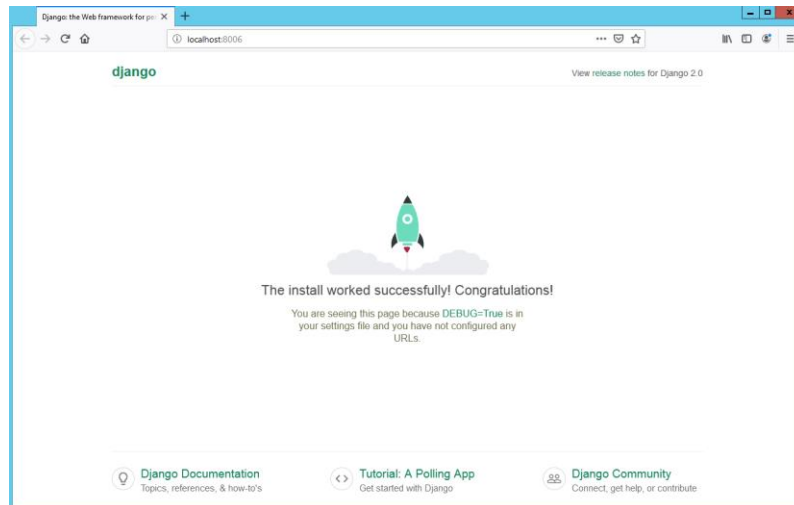 Django: the Web framework for pe
localhost:8006
django
View release notes for Django 2.0
The install worked successfully! Congratulations!
You are seeing this page because DEBUG=True is in
your settings file and you have not configured any
URLs.
Django Documentation
Topics, references, & how-to's
Tutorial: A Polling App
Get started with Django
Django Community
Connect, get help, or contribute